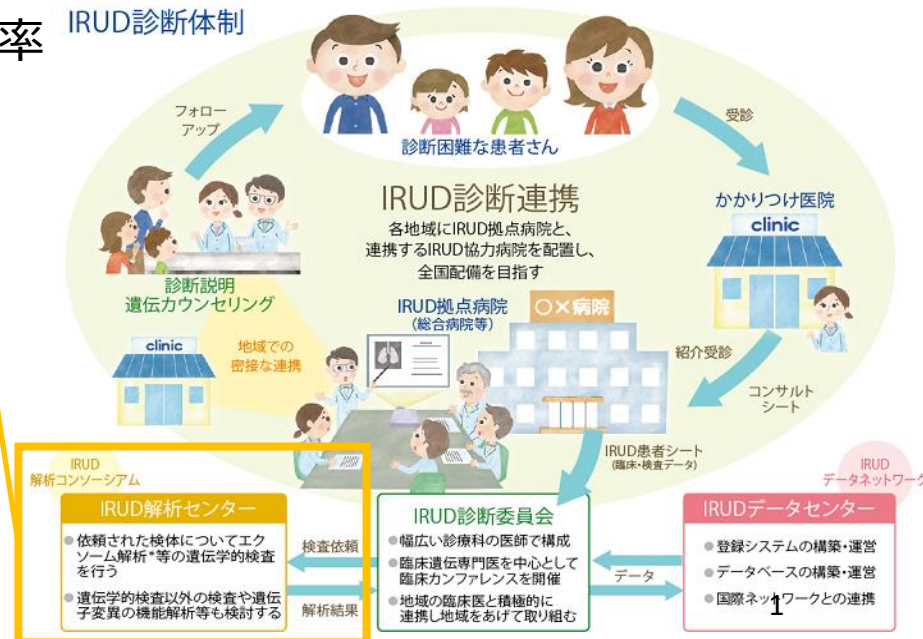 率
IRUD診断体制
フォロー
アップ
受診
診断困難な患者さん
IRUD診断連携
各地域にIRUD拠点病院と、
連携するIRUD協力病院を配置し、
全国配備を目指す
かかりつけ医院
clinic
診断説明
遺伝カウンセリング
IRUD拠点病院
(総合病院等)
〇×病院
clinic
地域での
密接な連携
紹介受診
コンサルト
シート
IRUD患者シート
(臨床・検査データ)
IRUD
解析コンソーシアム
IRUD
データネットワーク
IRUD解析センター
●依頼された検体についてエク
ソーム解析*等の遺伝学的検査
を行う
●遺伝学的検査以外の検査や遺伝
子変異の機能解析等も検討する
検査依頼
解析結果
IRUD診断委員会
●幅広い診療科の医師で構成
●臨床遺伝専門医を中心として
臨床カンファレンスを開催
●地域の臨床医と積極的に
連携し地域をあげて取り組む
データ
IRUDデータセンター
●登録システムの構築・運営
●データベースの構築・運営
●国際ネットワークとの連携
1